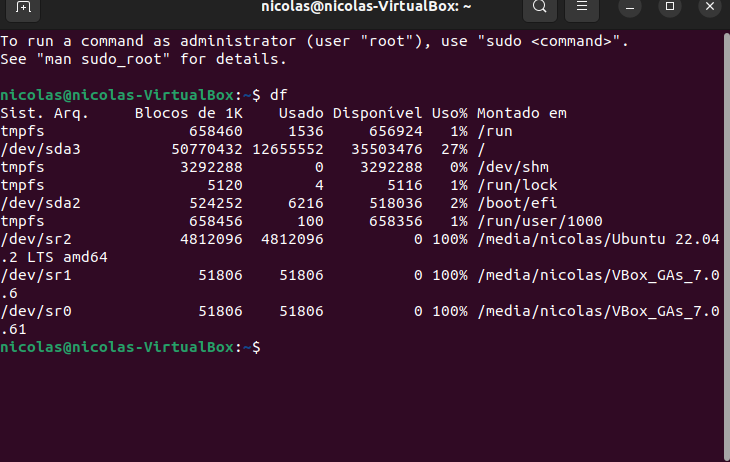 nicolas@nicolas-VirtualBox: ~
To run a command as administrator (user "root"), use "sudo <command>".
See "man sudo_root" for details.
nicolas@nicolas-VirtualBox:~$ df
Sist. Arq.     Blocos de 1K    Usado Disponível Uso% Montado em
tmpfs                658460     1536     656924   1% /run
/dev/sda3          50770432 12655552   35503476  27% /
tmpfs               3292288        0    3292288   0% /dev/shm
tmpfs                  5120        4       5116   1% /run/lock
/dev/sda2            524252     6216     518036   2% /boot/efi
tmpfs                658456      100     658356   1% /run/user/1000
/dev/sr2            4812096  4812096          0 100% /media/nicolas/Ubuntu 22.04
.2 LTS amd64
/dev/sr1              51806    51806          0 100% /media/nicolas/VBox_GAs_7.0
.6
/dev/sr0              51806    51806          0 100% /media/nicolas/VBox_GAs_7.0
.61
nicolas@nicolas-VirtualBox:~$